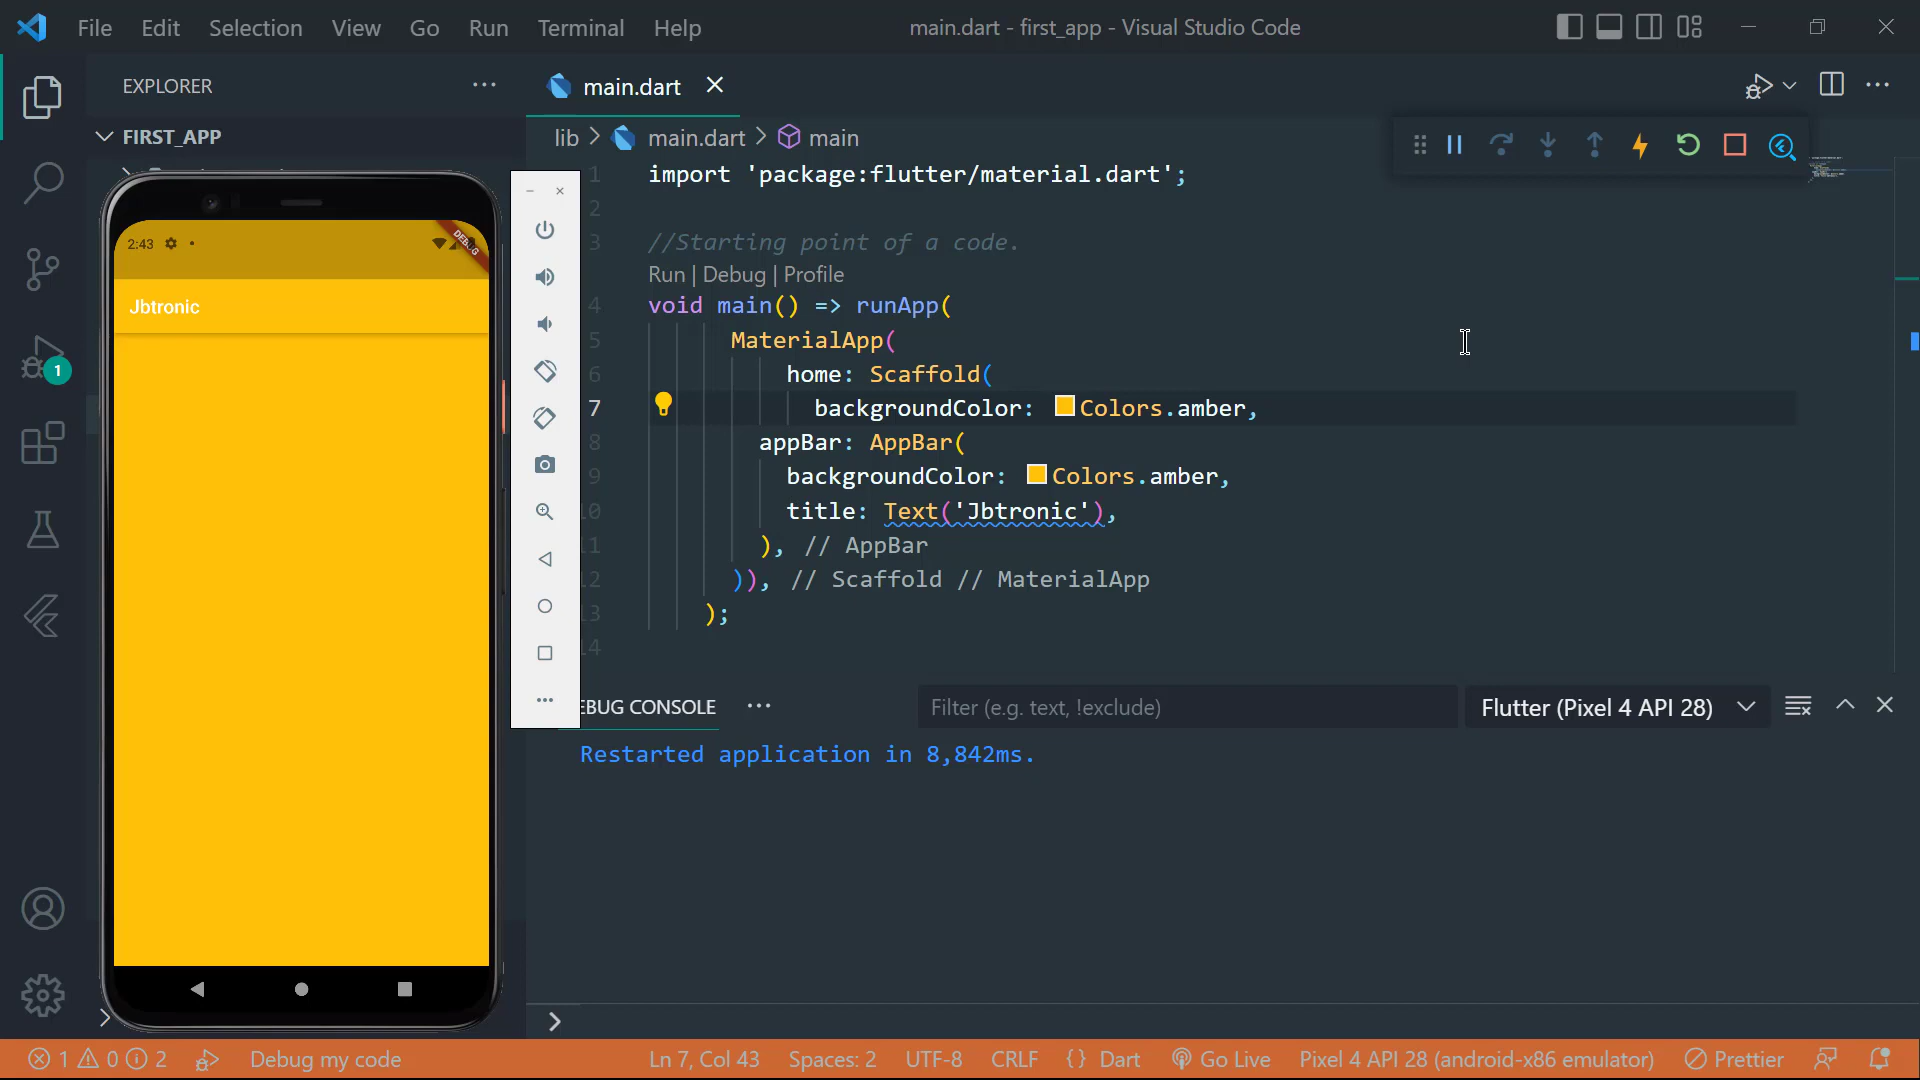 File Edit Selection View Go Run Terminal Help
main.dart - first_app - Visual Studio Code
EXPLORER
main.dart
FIRST_APP
lib > main.dart > main
1 import 'package:flutter/material.dart';
2
3 //Starting point of a code.
Run | Debug | Profile
4 void main() => runApp(
5 MaterialApp(
6 home: Scaffold(
7 backgroundColor: Colors.amber,
8 appBar: AppBar(
9 backgroundColor: Colors.amber,
10 title: Text('Jbtronic'),
11 ), // AppBar
12 )), // Scaffold // MaterialApp
13 );
14
2:43
DEBUG
Jbtronic
1
EBUG CONSOLE
Filter (e.g. text, !exclude)
Flutter (Pixel 4 API 28)
Restarted application in 8,842ms.
1 0 2
Debug my code
Ln 7, Col 43
Spaces: 2
UTF-8
CRLF
{ } Dart
Go Live
Pixel 4 API 28 (android-x86 emulator)
Prettier